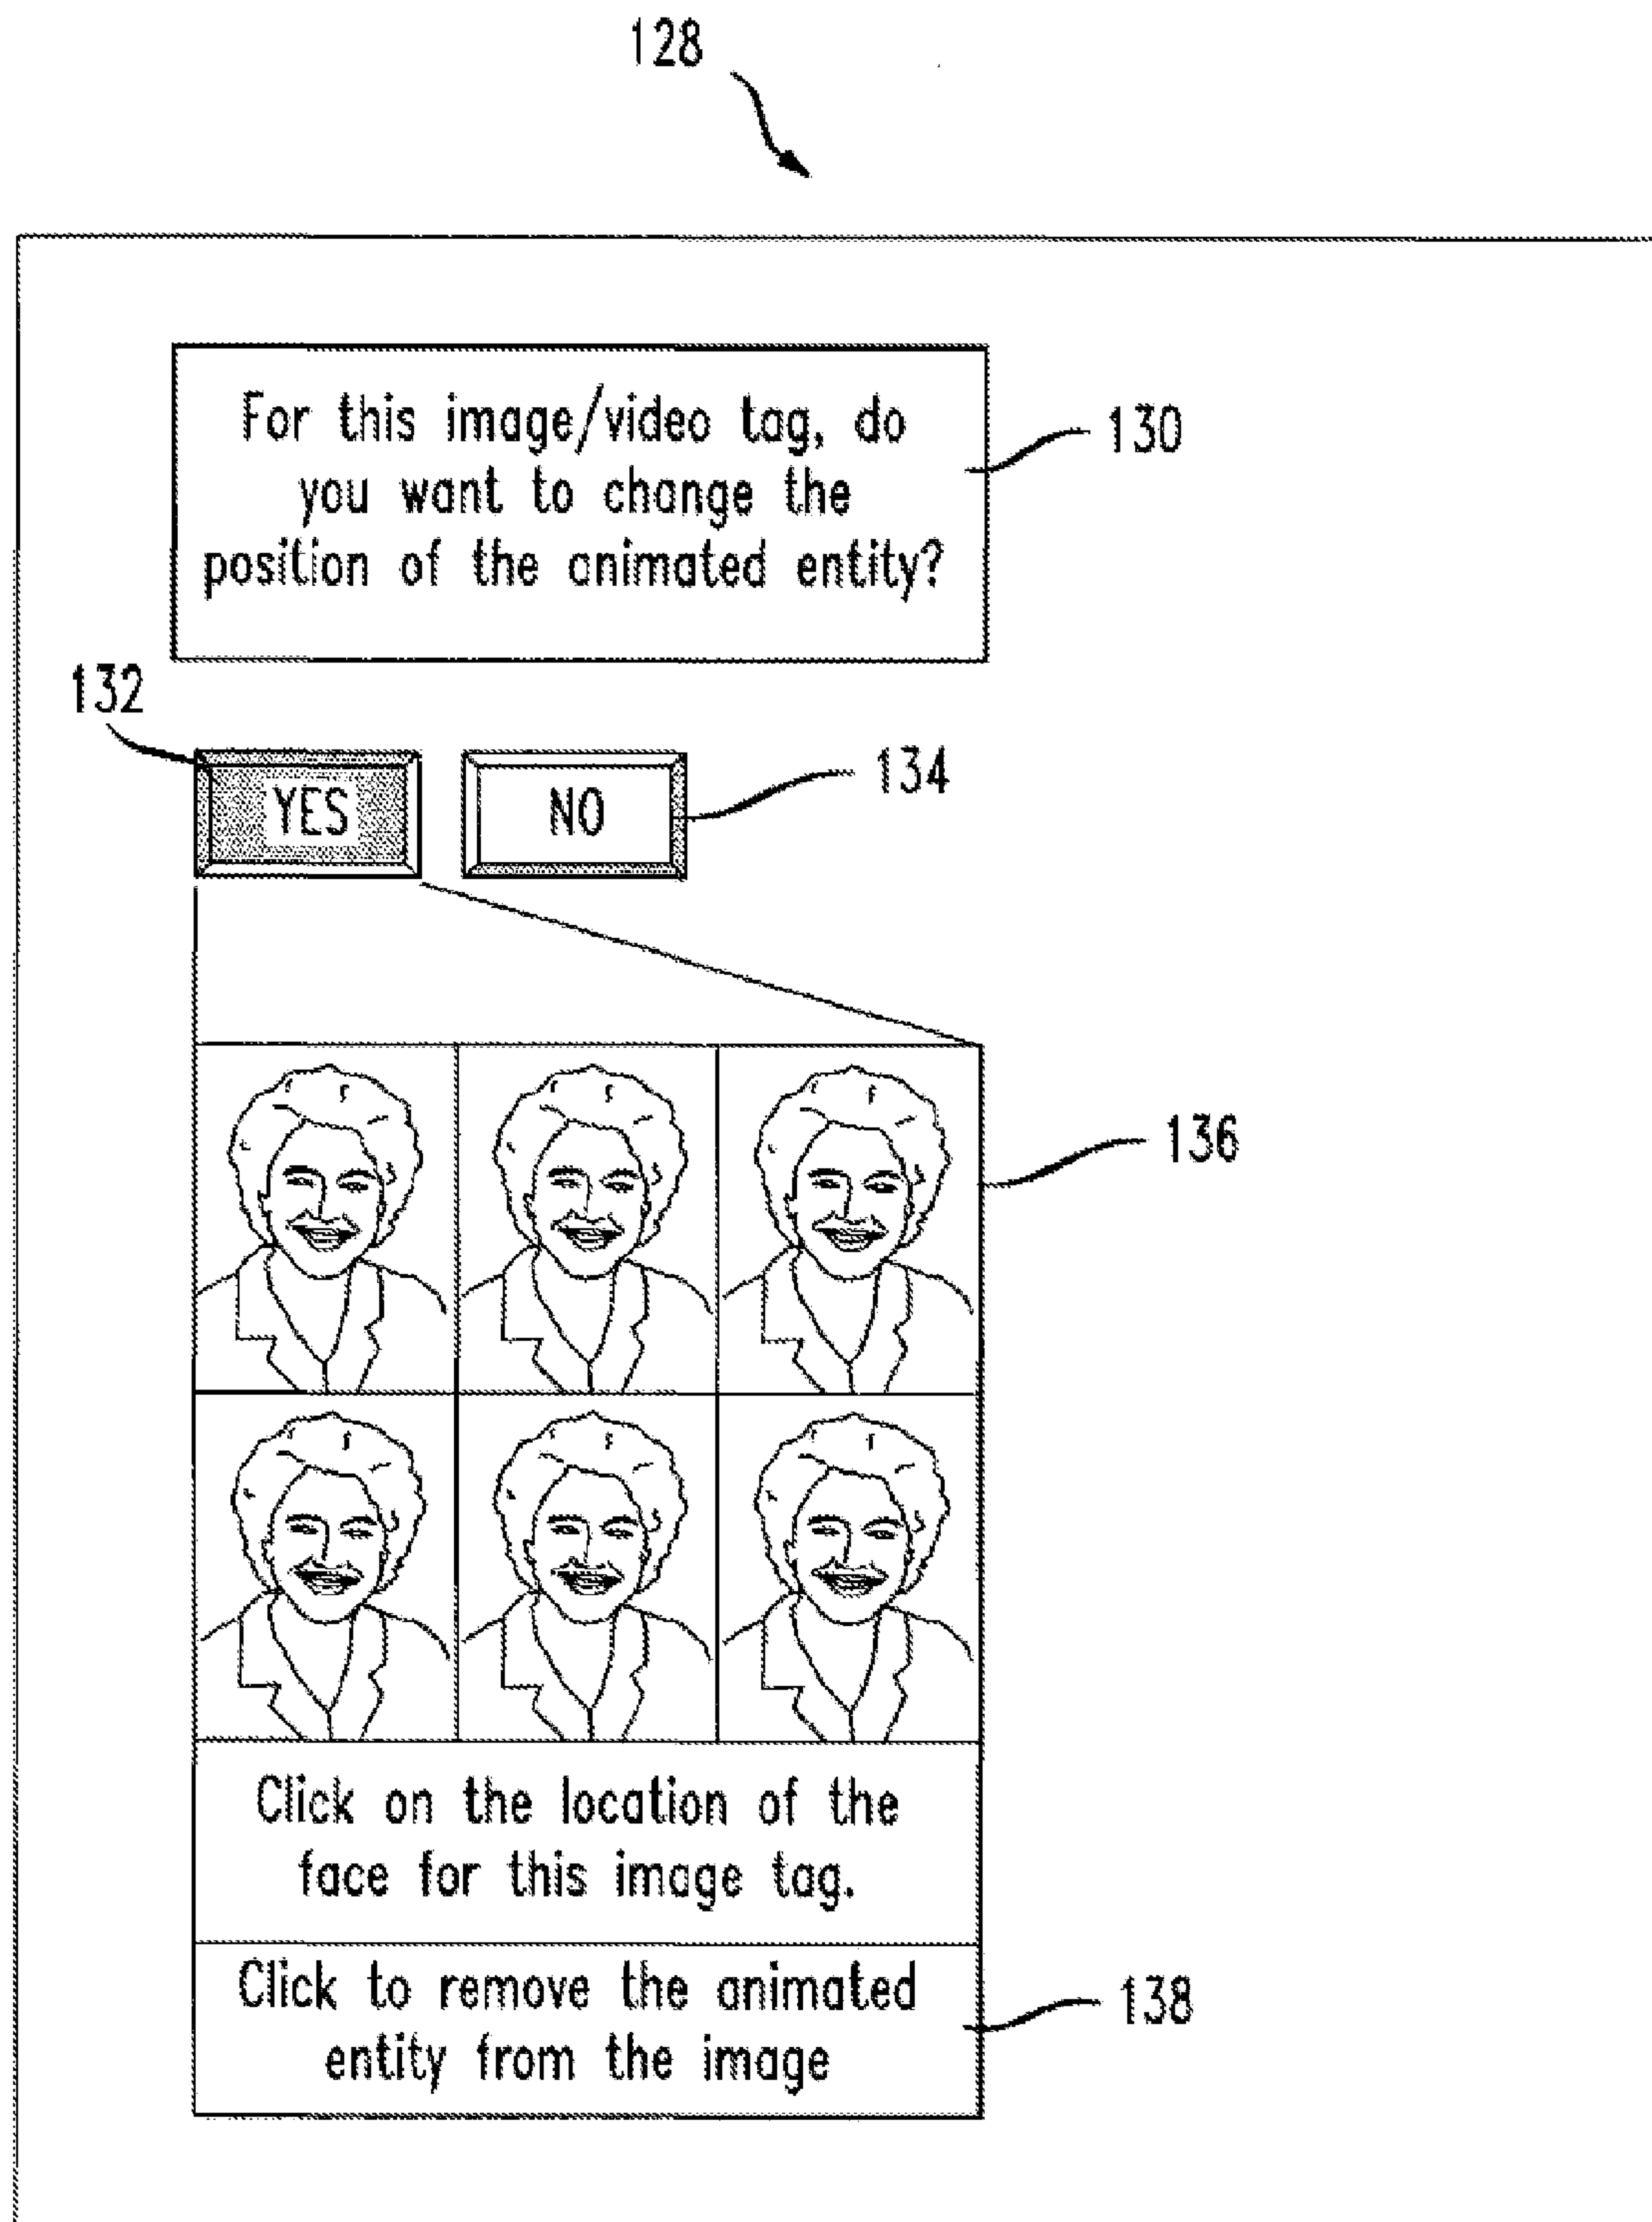 128
For this image/video tag, do
you want to change the
position of the animated entity?
130
132
YES
NO
134
136
Click on the location of the
face for this image tag.
Click to remove the animated
entity from the image
138